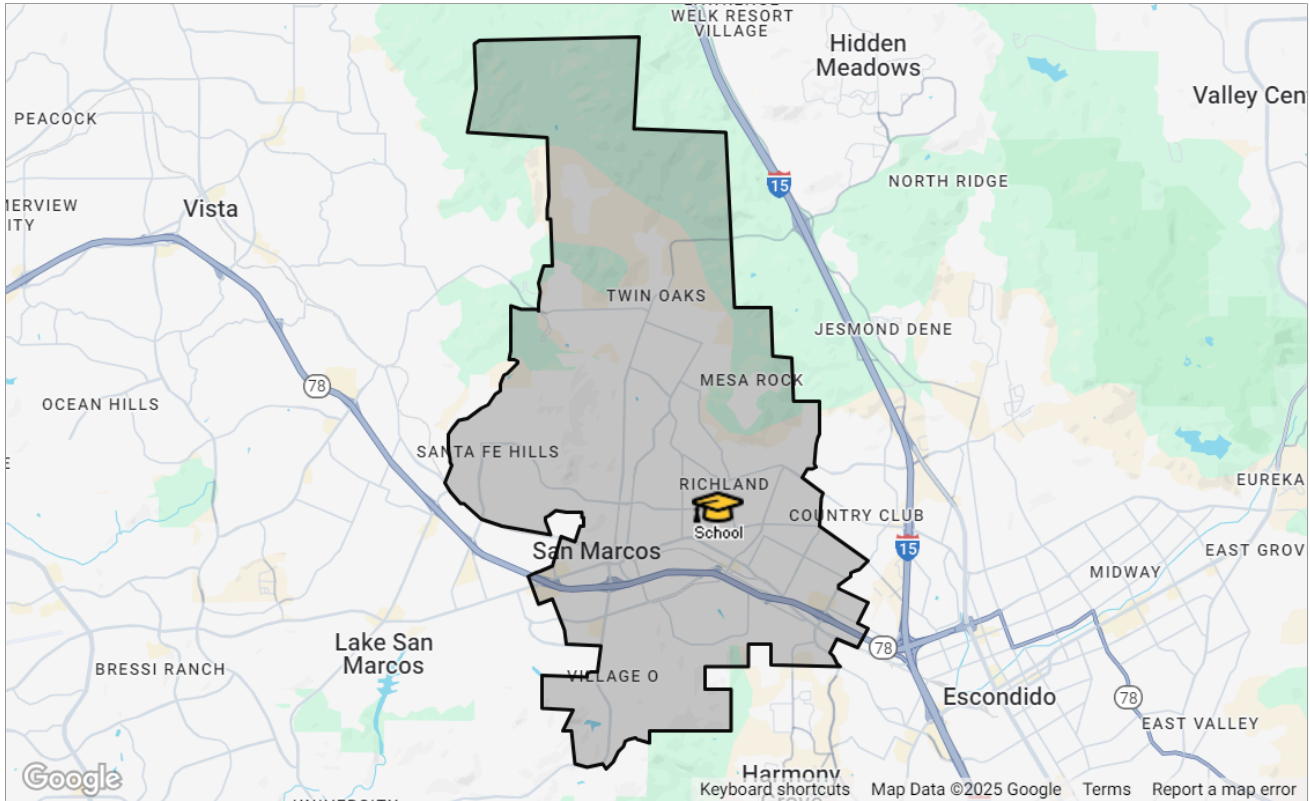 WELK RESORT
VILLAGE
Hidden
Meadows
Valley Cen
PEACOCK
15
NORTH RIDGE
MERVIEW
ITY
Vista
TWIN OAKS
JESMOND DENE
78
MESA ROCK
OCEAN HILLS
SANTA FE HILLS
RICHLAND
EUREKA
School
COUNTRY CLUB
San Marcos
15
EAST GROV
MIDWAY
Lake San
Marcos
78
BRESSI RANCH
VILLAGE O
Escondido
78
EAST VALLEY
Harmony
Google
Keyboard shortcuts
Map Data ©2025 Google
Terms
Report a map error